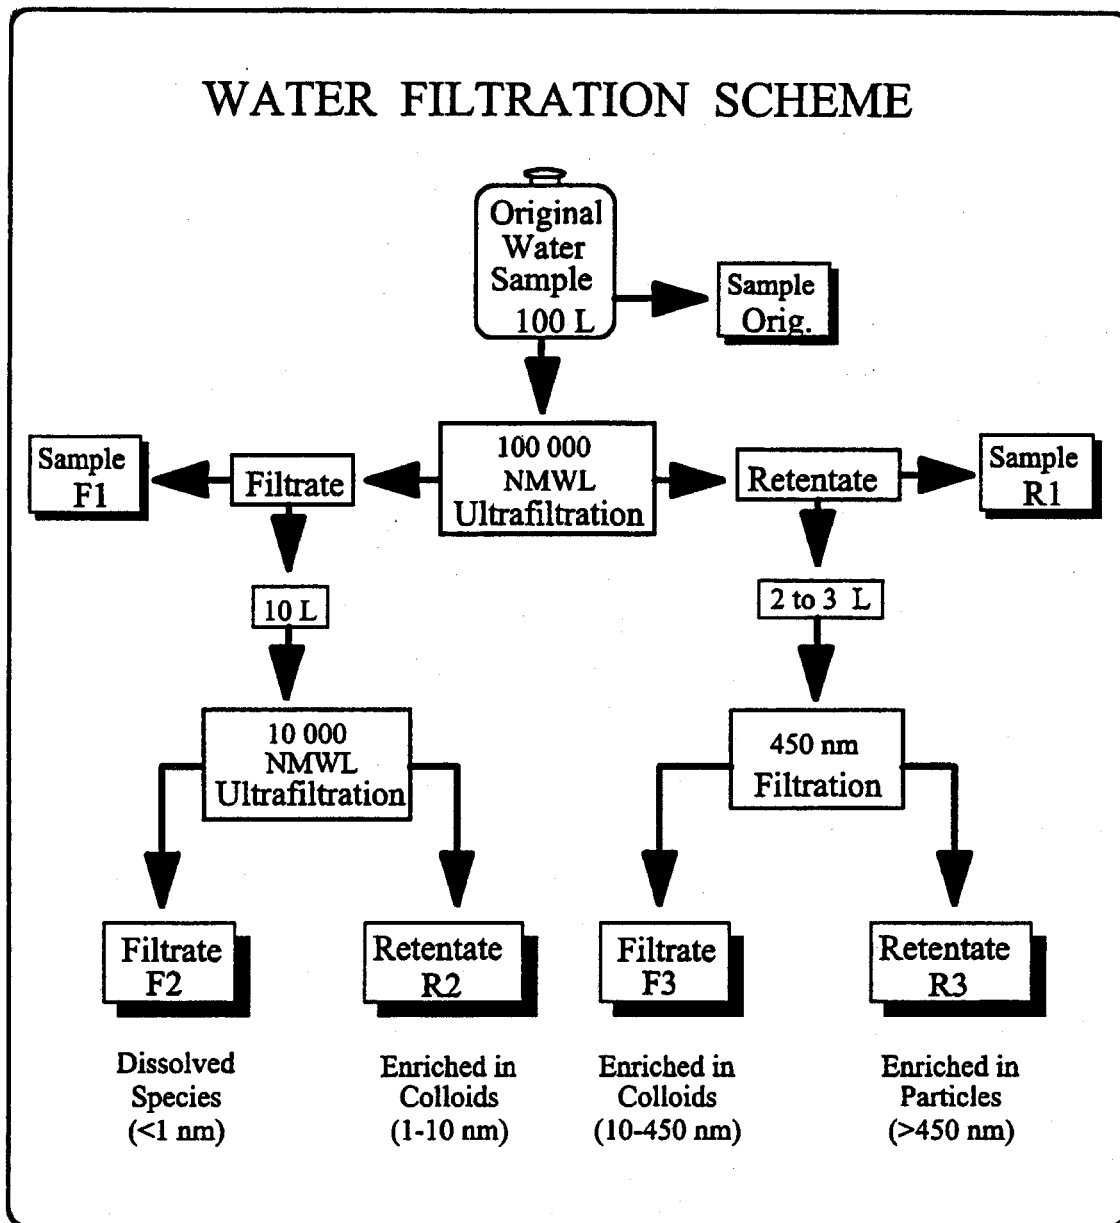 WATER FILTRATION SCHEME
Original
Water
Sample
100 L
Sample
Orig.
Sample
F1
Filtrate
100 000
NMWL
Ultrafiltration
Retentate
Sample
R1
10 L
2 to 3 L
10 000
NMWL
Ultrafiltration
450 nm
Filtration
Filtrate
F2
Retentate
R2
Filtrate
F3
Retentate
R3
Dissolved
Species
(<1 nm)
Enriched in
Colloids
(1-10 nm)
Enriched in
Colloids
(10-450 nm)
Enriched in
Particles
(>450 nm)